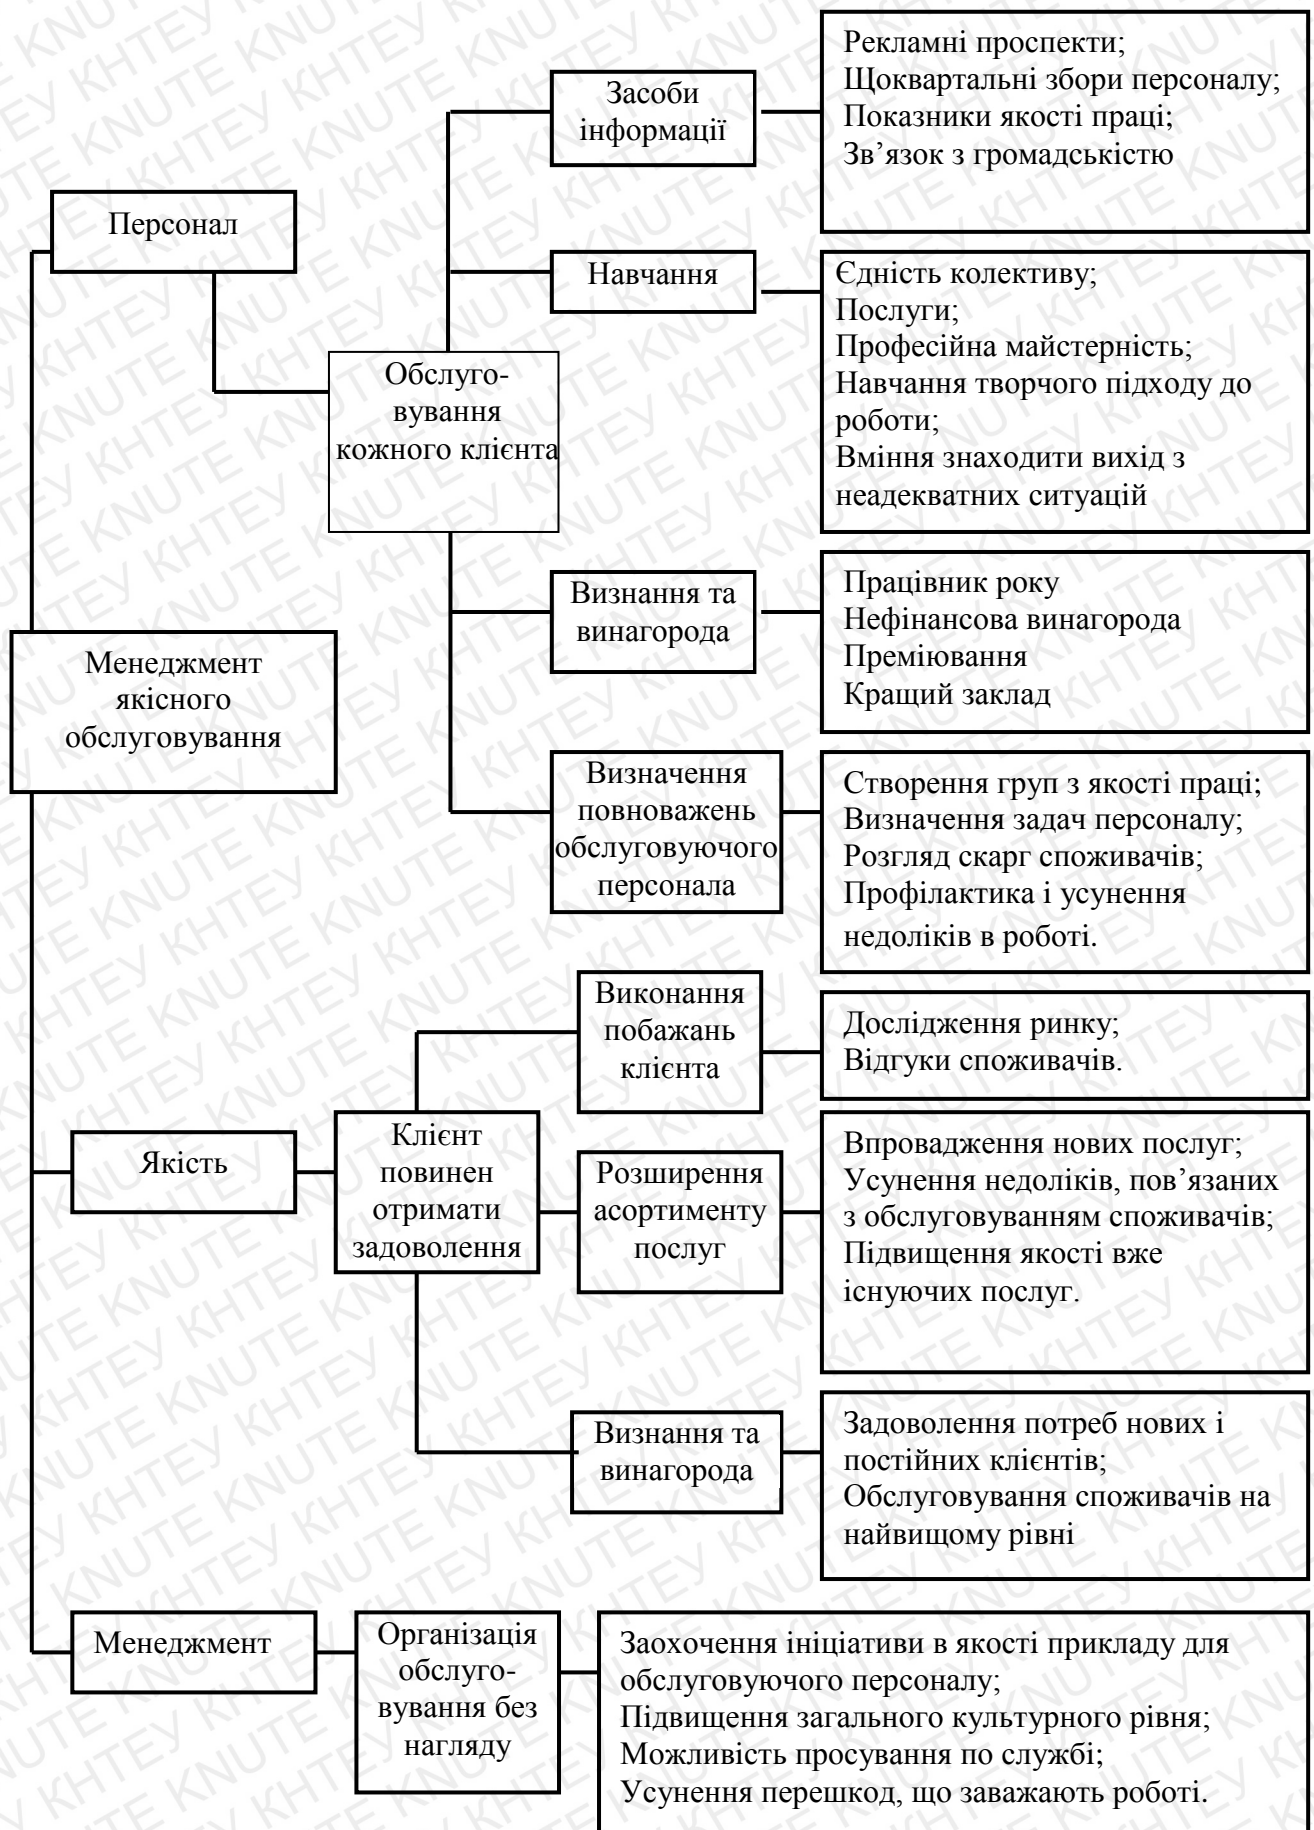 Рекламні проспекти;
Щоквартальні збори персоналу;
Показники якості праці;
Зв’язок з громадськістю
Засоби
інформації
Персонал
Навчання
Єдність колективу;
Послуги;
Професійна майстерність;
Навчання творчого підходу до
роботи;
Вміння знаходити вихід з
неадекватних ситуацій
Обслуго-
вування
кожного клієнта
Визнання та
винагорода
Працівник року
Нефінансова винагорода
Преміювання
Кращий заклад
Менеджмент
якісного
обслуговування
Визначення
повноважень
обслуговуючого
персонала
Створення груп з якості праці;
Визначення задач персоналу;
Розгляд скарг споживачів;
Профілактика і усунення
недоліків в роботі.
Виконання
побажань
клієнта
Дослідження ринку;
Відгуки споживачів.
Якість
Клієнт
повинен
отримати
задоволення
Розширення
асортименту
послуг
Впровадження нових послуг;
Усунення недоліків, пов’язаних
з обслуговуванням споживачів;
Підвищення якості вже
існуючих послуг.
Визнання та
винагорода
Задоволення потреб нових і
постійних клієнтів;
Обслуговування споживачів на
найвищому рівні
Менеджмент
Організація
обслуго-
вування без
нагляду
Заохочення ініціативи в якості прикладу для
обслуговуючого персоналу;
Підвищення загального культурного рівня;
Можливість просування по службі;
Усунення перешкод, що заважають роботі.
KNUTE КНТЕУ